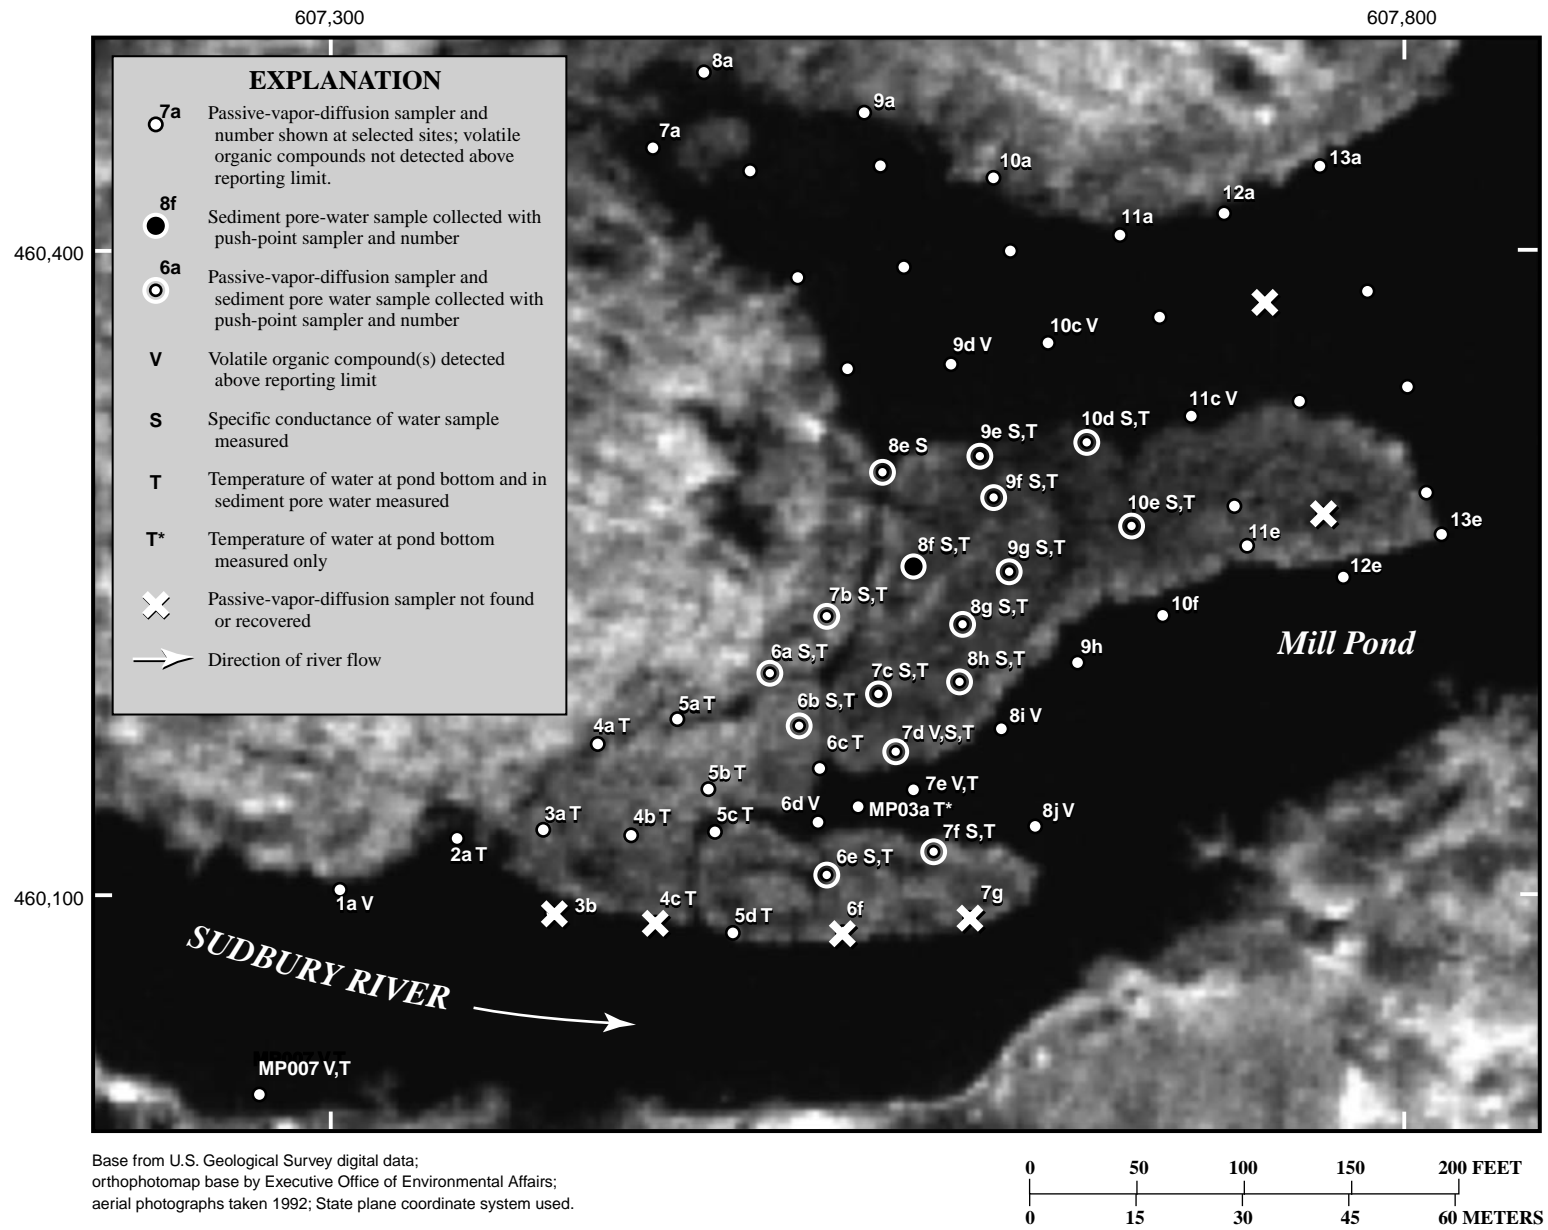 607,300
607,800
460,400
460,100
EXPLANATION
7a
Passive-vapor-diffusion sampler and
number shown at selected sites; volatile
organic compounds not detected above
reporting limit.
8f
Sediment pore-water sample collected with
push-point sampler and number
6a
Passive-vapor-diffusion sampler and
sediment pore water sample collected with
push-point sampler and number
V
Volatile organic compound(s) detected
above reporting limit
S
Specific conductance of water sample
measured
T
Temperature of water at pond bottom and in
sediment pore water measured
T*
Temperature of water at pond bottom
measured only
Passive-vapor-diffusion sampler not found
or recovered
Direction of river flow
8a
9a
7a
10a
13a
12a
11a
10c V
9d V
11c V
10d S,T
9e S,T
8e S
9f S,T
10e S,T
13e
11e
8f S,T
9g S,T
12e
7b S,T
8g S,T
10f
Mill Pond
6a S,T
7c S,T
8h S,T
9h
5a T
6b S,T
4a T
7d V,S,T
8i V
6c T
5b T
7e V,T
6d V
MP03a T*
8j V
3a T
4b T
5c T
7f S,T
2a T
6e S,T
1a V
3b
4c T
5d T
6f
7g
SUDBURY RIVER
MP007 V,T
MP007 V,T
Base from U.S. Geological Survey digital data;
orthophotomap base by Executive Office of Environmental Affairs;
aerial photographs taken 1992; State plane coordinate system used.
0 50 100 150 200 FEET
0 15 30 45 60 METERS